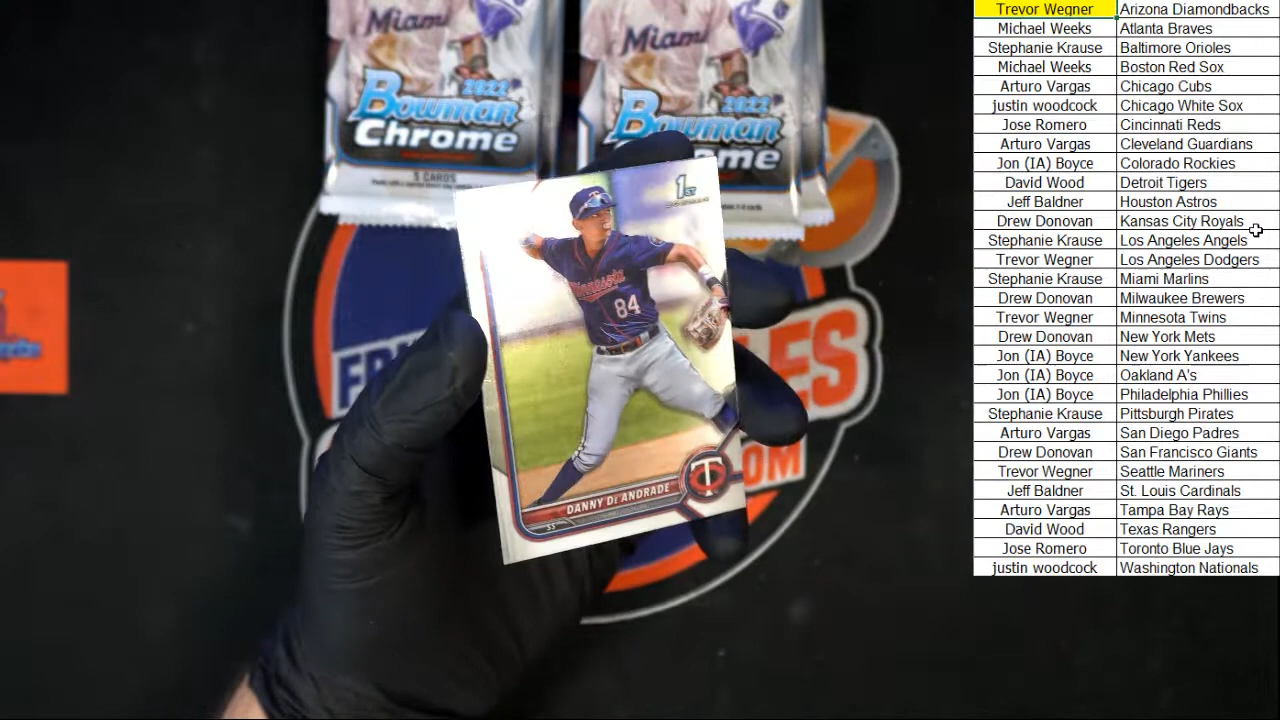 Miami
2022
Bowman
Chrome
5 CARDS
Miami
2022
Bowman
1ST
Minnesota
84
DANNY De ANDRADE
SS
T
LES
OM
Trevor Wegner Arizona Diamondbacks
Michael Weeks Atlanta Braves
Stephanie Krause Baltimore Orioles
Michael Weeks Boston Red Sox
Arturo Vargas Chicago Cubs
justin woodcock Chicago White Sox
Jose Romero Cincinnati Reds
Arturo Vargas Cleveland Guardians
Jon (IA) Boyce Colorado Rockies
David Wood Detroit Tigers
Jeff Baldner Houston Astros
Drew Donovan Kansas City Royals
Stephanie Krause Los Angeles Angels
Trevor Wegner Los Angeles Dodgers
Stephanie Krause Miami Marlins
Drew Donovan Milwaukee Brewers
Trevor Wegner Minnesota Twins
Drew Donovan New York Mets
Jon (IA) Boyce New York Yankees
Jon (IA) Boyce Oakland A's
Jon (IA) Boyce Philadelphia Phillies
Stephanie Krause Pittsburgh Pirates
Arturo Vargas San Diego Padres
Drew Donovan San Francisco Giants
Trevor Wegner Seattle Mariners
Jeff Baldner St. Louis Cardinals
Arturo Vargas Tampa Bay Rays
David Wood Texas Rangers
Jose Romero Toronto Blue Jays
justin woodcock Washington Nationals